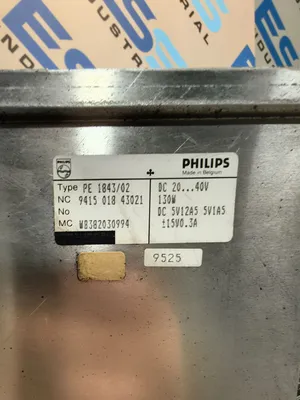 PHILIPS
Made in Belgium
Type PE 1843/02
NC 9415 018 43021
No
MC WB382030994
DC 20...40V
130W
DC 5V12A5 5V1A5
±15V0.3A
9525